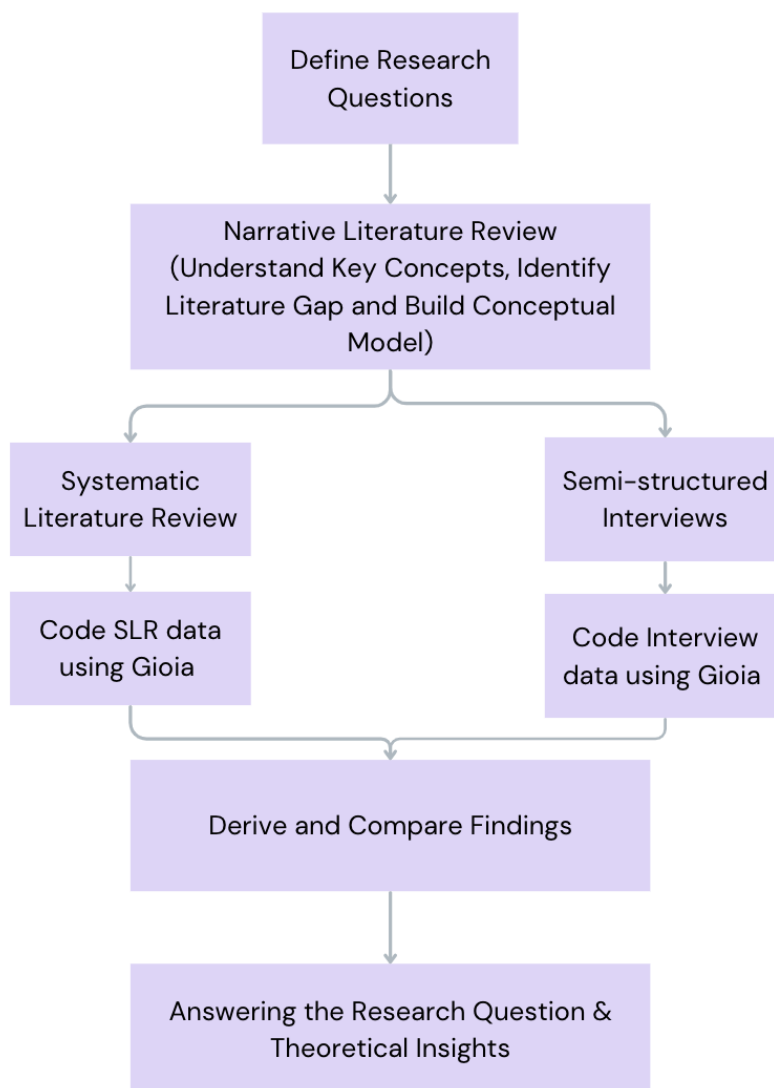 Define Research
Questions
Narrative Literature Review
(Understand Key Concepts, Identify
Literature Gap and Build Conceptual
Model)
Systematic
Literature Review
Semi-structured
Interviews
Code SLR data
using Gioia
Code Interview
data using Gioia
Derive and Compare Findings
Answering the Research Question &
Theoretical Insights